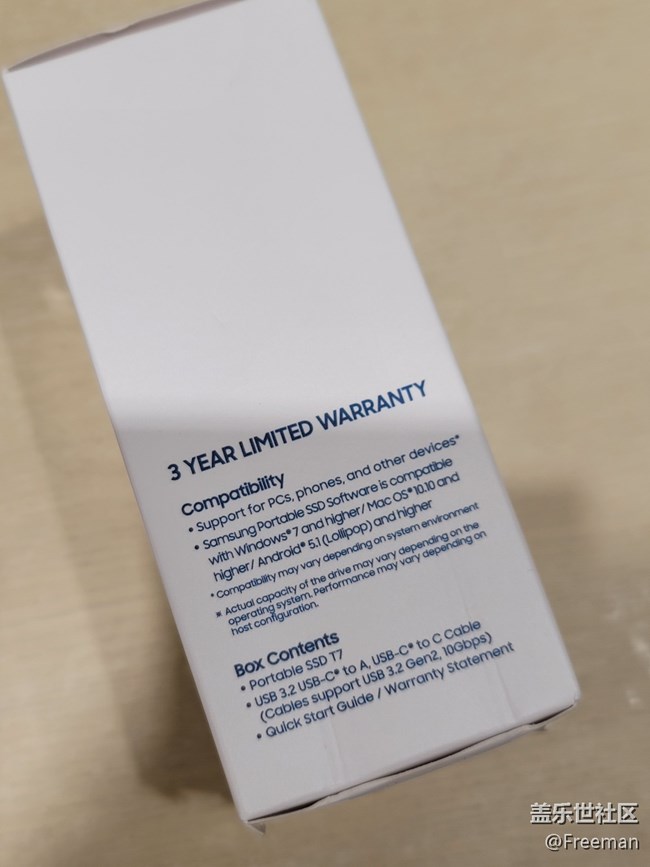 3 YEAR LIMITED WARRANTY
Compatibility
• Support for PCs, phones, and other devices*
• Samsung Portable SSD Software is compatible
with Windows® 7 and higher/ Mac OS® 10.10 and
higher/ Android® 5.1 (Lollipop) and higher
* Compatibility may vary depending on system environment
※ Actual capacity of the drive may vary depending on the
operating system. Performance may vary depending on
host configuration.
Box Contents
• Portable SSD T7
• USB 3.2 USB-C® to A, USB-C® to C Cable
(Cables support USB 3.2 Gen2, 10Gbps)
• Quick Start Guide / Warranty Statement
盖乐世社区
@Freeman